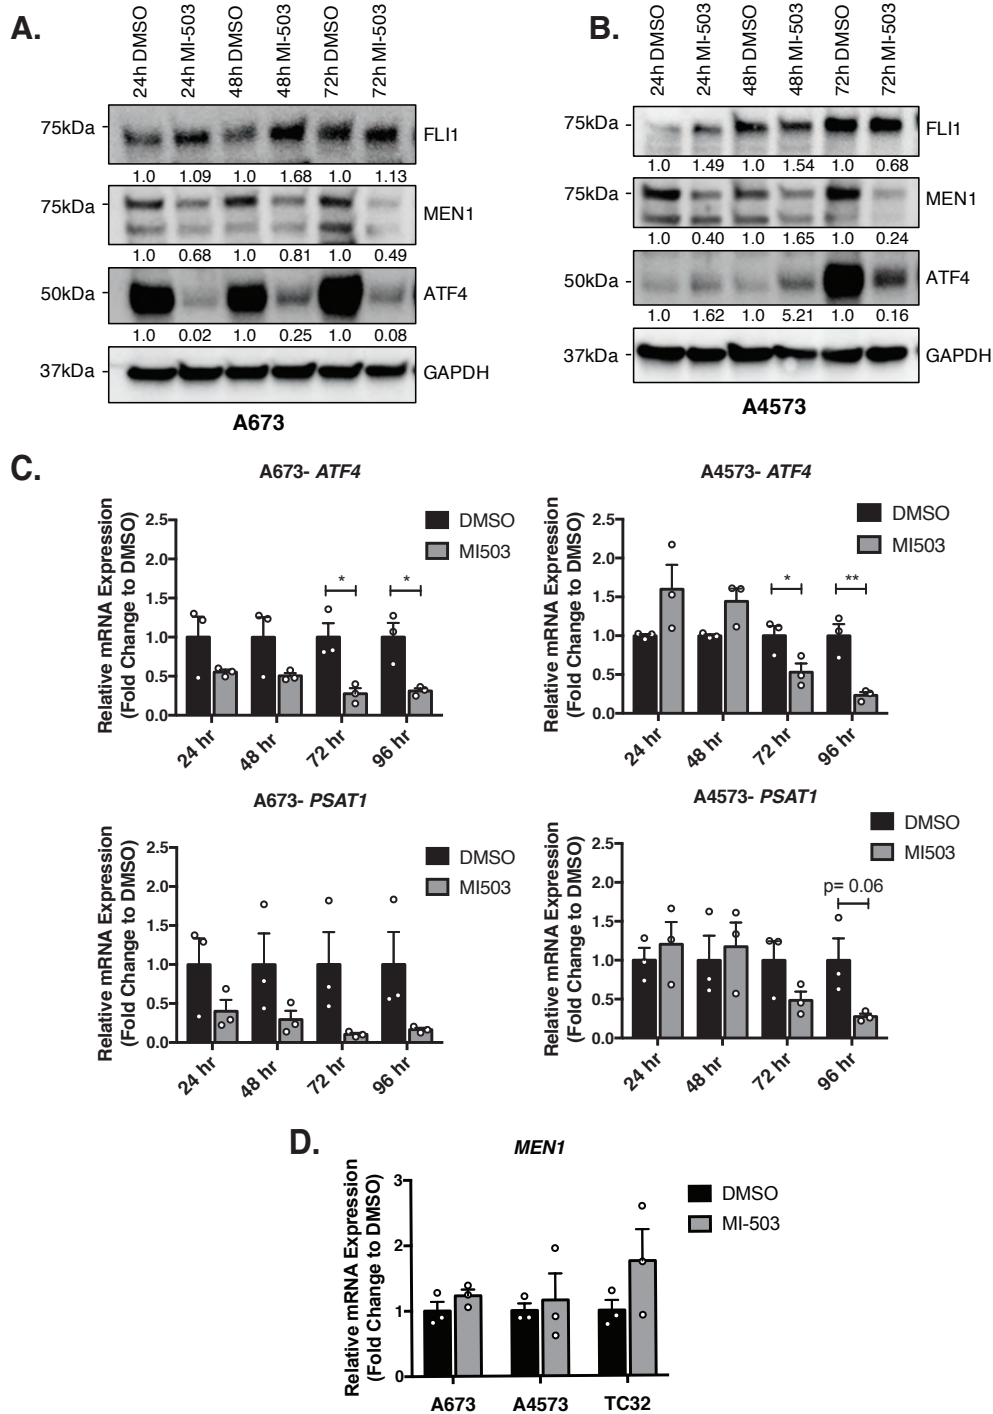 A.
24h DMSO
24h MI-503
48h DMSO
48h MI-503
72h DMSO
72h MI-503
75kDa
FLI1
1.0 1.09 1.0 1.68 1.0 1.13
75kDa
MEN1
1.0 0.68 1.0 0.81 1.0 0.49
50kDa
ATF4
1.0 0.02 1.0 0.25 1.0 0.08
37kDa
GAPDH
A673
B.
24h DMSO
24h MI-503
48h DMSO
48h MI-503
72h DMSO
72h MI-503
75kDa
FLI1
1.0 1.49 1.0 1.54 1.0 0.68
75kDa
MEN1
1.0 0.40 1.0 1.65 1.0 0.24
50kDa
ATF4
1.0 1.62 1.0 5.21 1.0 0.16
37kDa
GAPDH
A4573
C.
A673- ATF4
Relative mRNA Expression
(Fold Change to DMSO)
2.5
2.0
1.5
1.0
0.5
0.0
DMSO
MI503
*
*
24 hr
48 hr
72 hr
96 hr
A4573- ATF4
Relative mRNA Expression
(Fold Change to DMSO)
2.5
2.0
1.5
1.0
0.5
0.0
DMSO
MI503
*
**
24 hr
48 hr
72 hr
96 hr
A673- PSAT1
Relative mRNA Expression
(Fold Change to DMSO)
2.5
2.0
1.5
1.0
0.5
0.0
DMSO
MI503
24 hr
48 hr
72 hr
96 hr
A4573- PSAT1
Relative mRNA Expression
(Fold Change to DMSO)
2.5
2.0
1.5
1.0
0.5
0.0
DMSO
MI503
p= 0.06
24 hr
48 hr
72 hr
96 hr
D.
MEN1
Relative mRNA Expression
(Fold Change to DMSO)
3
2
1
0
DMSO
MI-503
A673
A4573
TC32